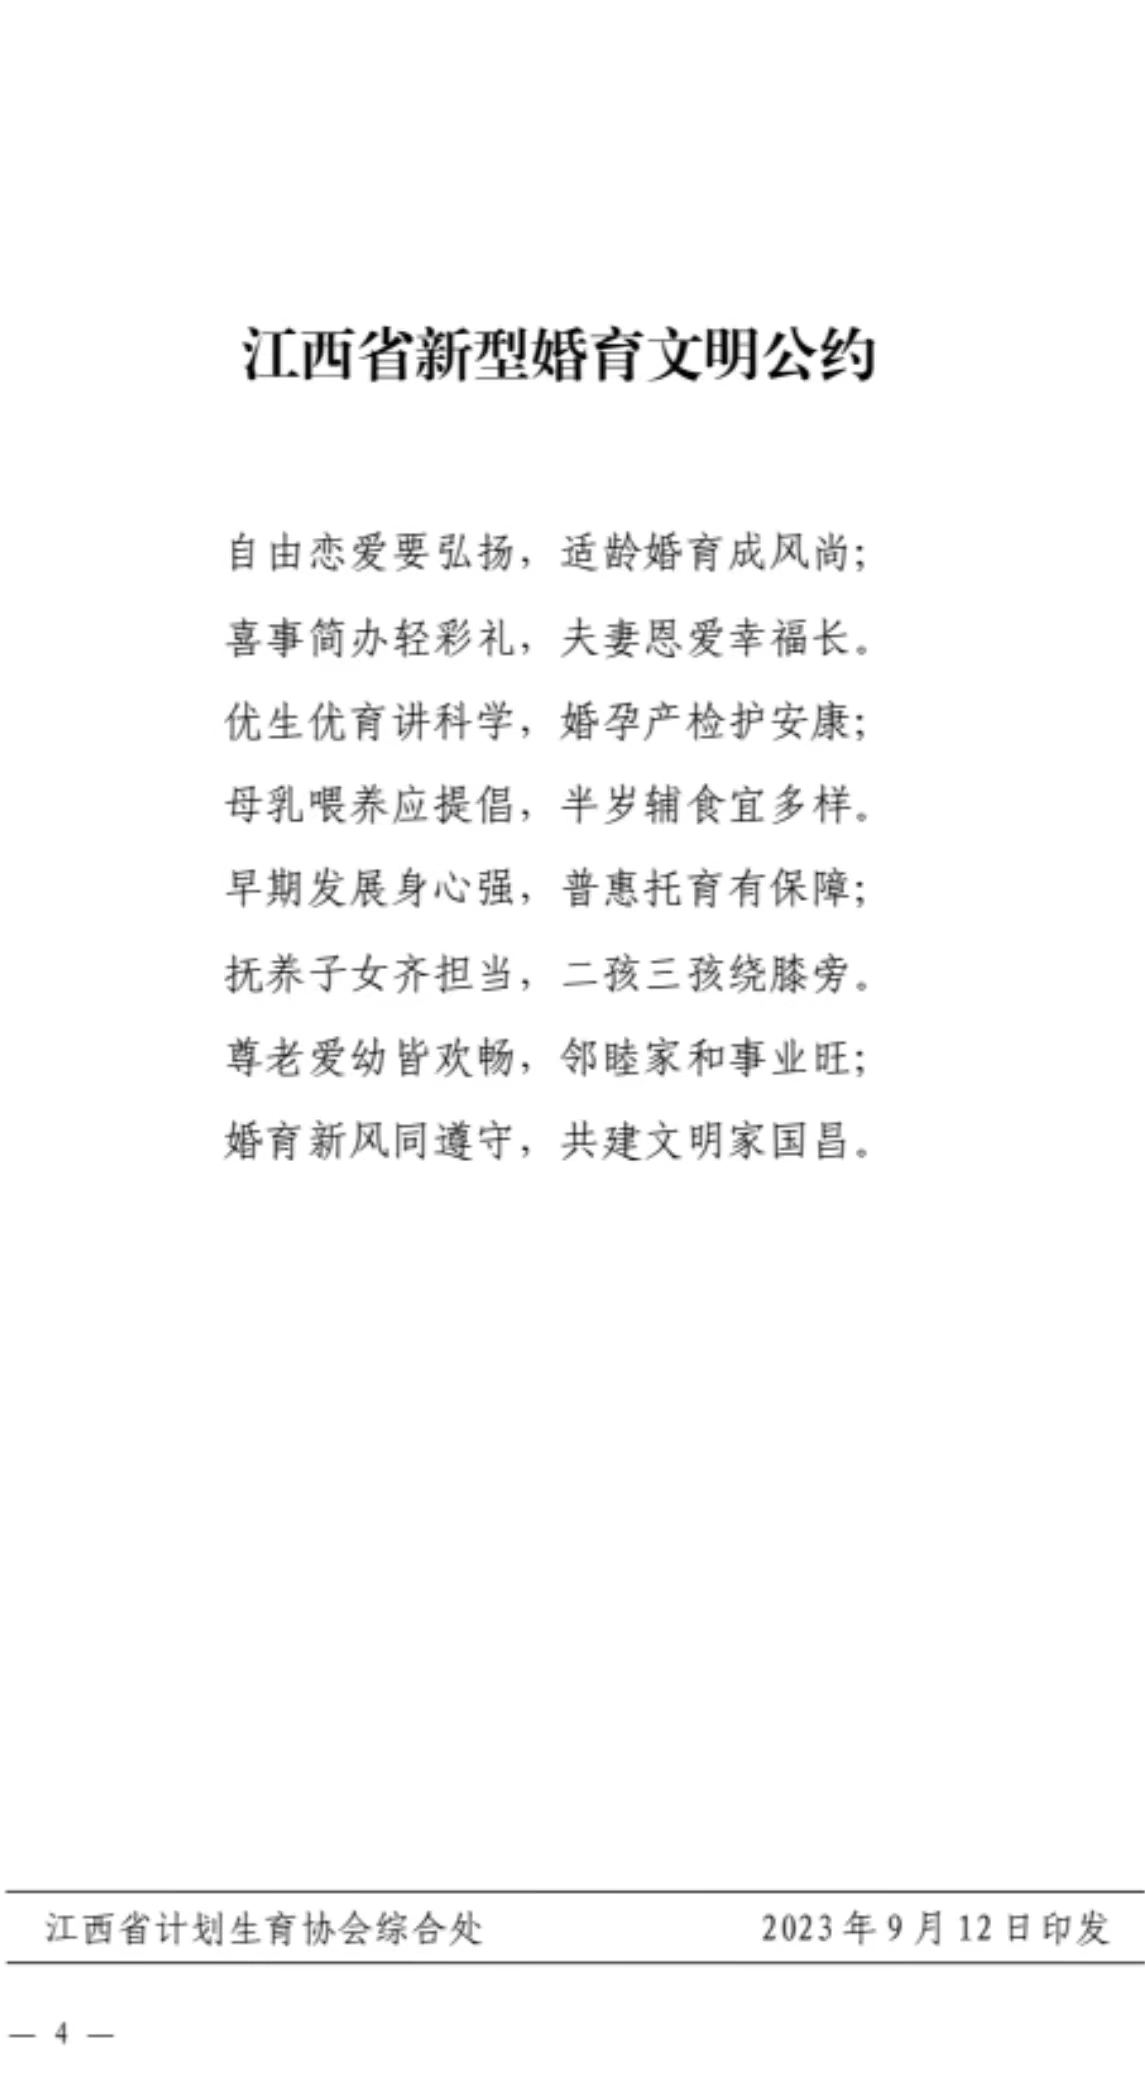 江西省新型婚育文明公约
自由恋爱要弘扬，适龄婚育成风尚；
喜事简办轻彩礼，夫妻恩爱幸福长。
优生优育讲科学，婚孕产检护安康；
母乳喂养应提倡，半岁辅食宜多样。
早期发展身心强，普惠托育有保障；
抚养子女齐担当，二孩三孩绕膝旁。
尊老爱幼皆欢畅，邻睦家和事业旺；
婚育新风同遵守，共建文明家国昌。
江西省计划生育协会综合处 2023年9月12日印发
— 4 —